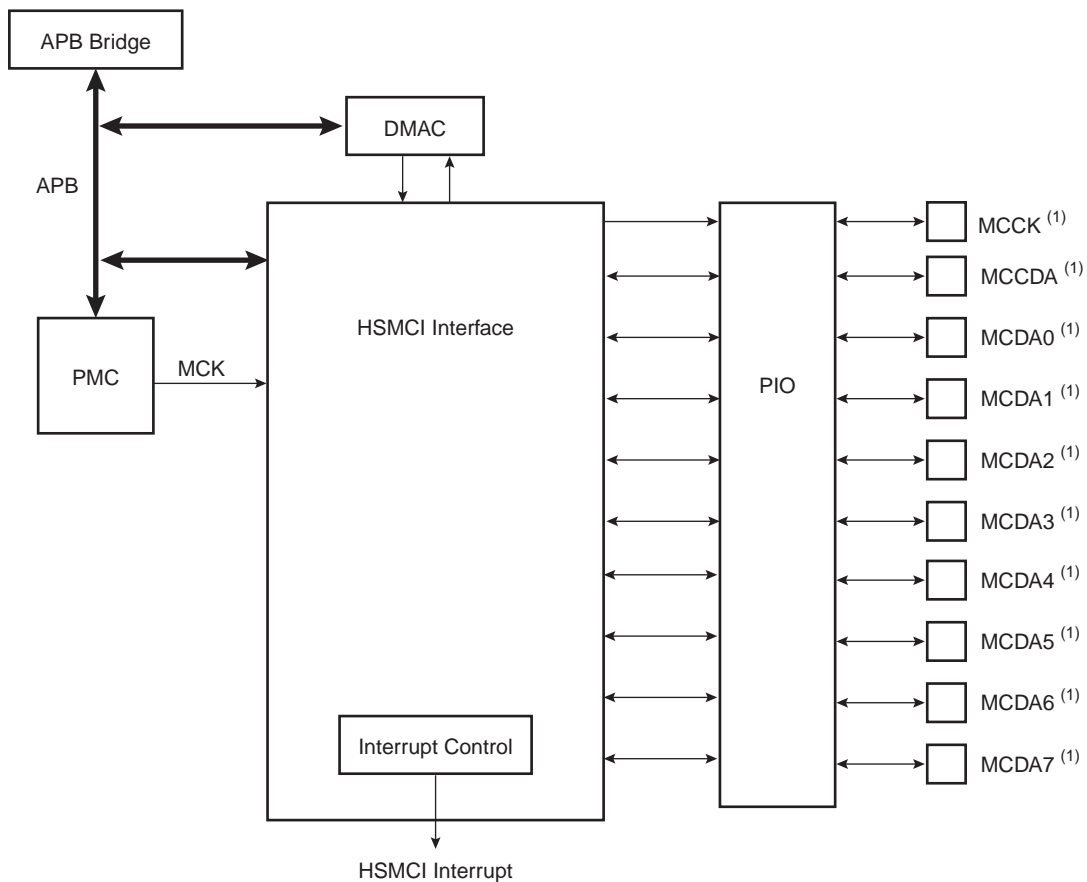 APB Bridge
DMAC
APB
MCCK (1)
MCCDA (1)
HSMCI Interface
MCDA0 (1)
MCK
PMC
PIO
MCDA1 (1)
MCDA2 (1)
MCDA3 (1)
MCDA4 (1)
MCDA5 (1)
MCDA6 (1)
Interrupt Control
MCDA7 (1)
HSMCI Interrupt